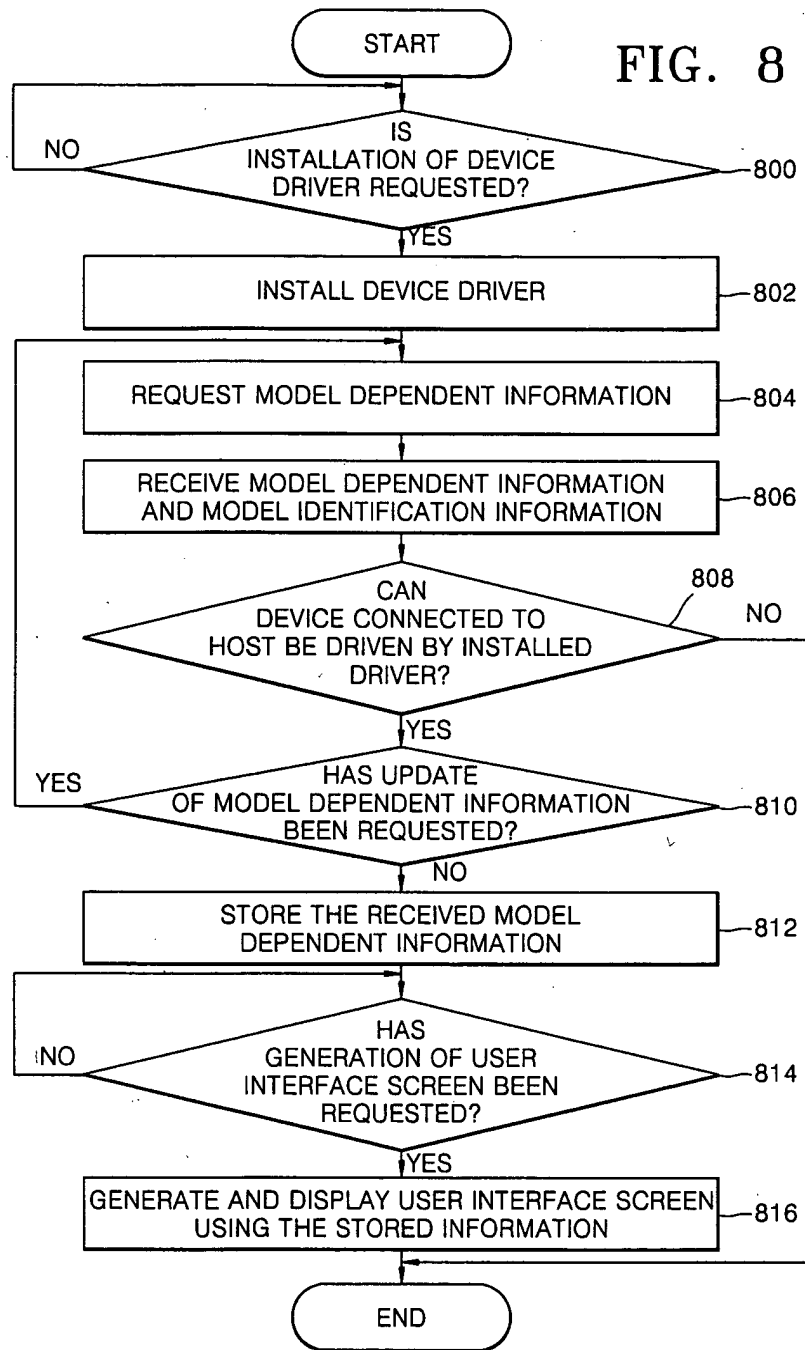 START
FIG. 8
IS
INSTALLATION OF DEVICE
DRIVER REQUESTED?
NO
800
YES
INSTALL DEVICE DRIVER
802
REQUEST MODEL DEPENDENT INFORMATION
804
RECEIVE MODEL DEPENDENT INFORMATION
AND MODEL IDENTIFICATION INFORMATION
806
CAN
DEVICE CONNECTED TO
HOST BE DRIVEN BY INSTALLED
DRIVER?
808
NO
YES
HAS UPDATE
OF MODEL DEPENDENT INFORMATION
BEEN REQUESTED?
YES
810
NO
STORE THE RECEIVED MODEL
DEPENDENT INFORMATION
812
HAS
GENERATION OF USER
INTERFACE SCREEN BEEN
REQUESTED?
NO
814
YES
GENERATE AND DISPLAY USER INTERFACE SCREEN
USING THE STORED INFORMATION
816
END